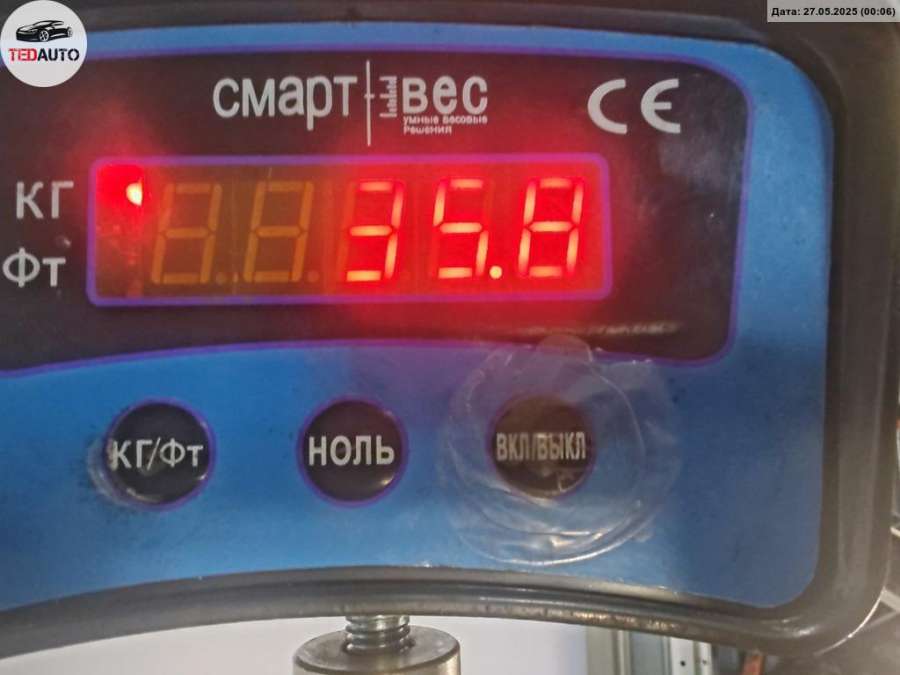 TEDAUTO
Дата: 27.05.2025 (00:06)
смарт вес
умные весовые
решения
CE
КГ
Фт
35.8
КГ/Фт
НОЛЬ
ВКЛ/ВЫКЛ